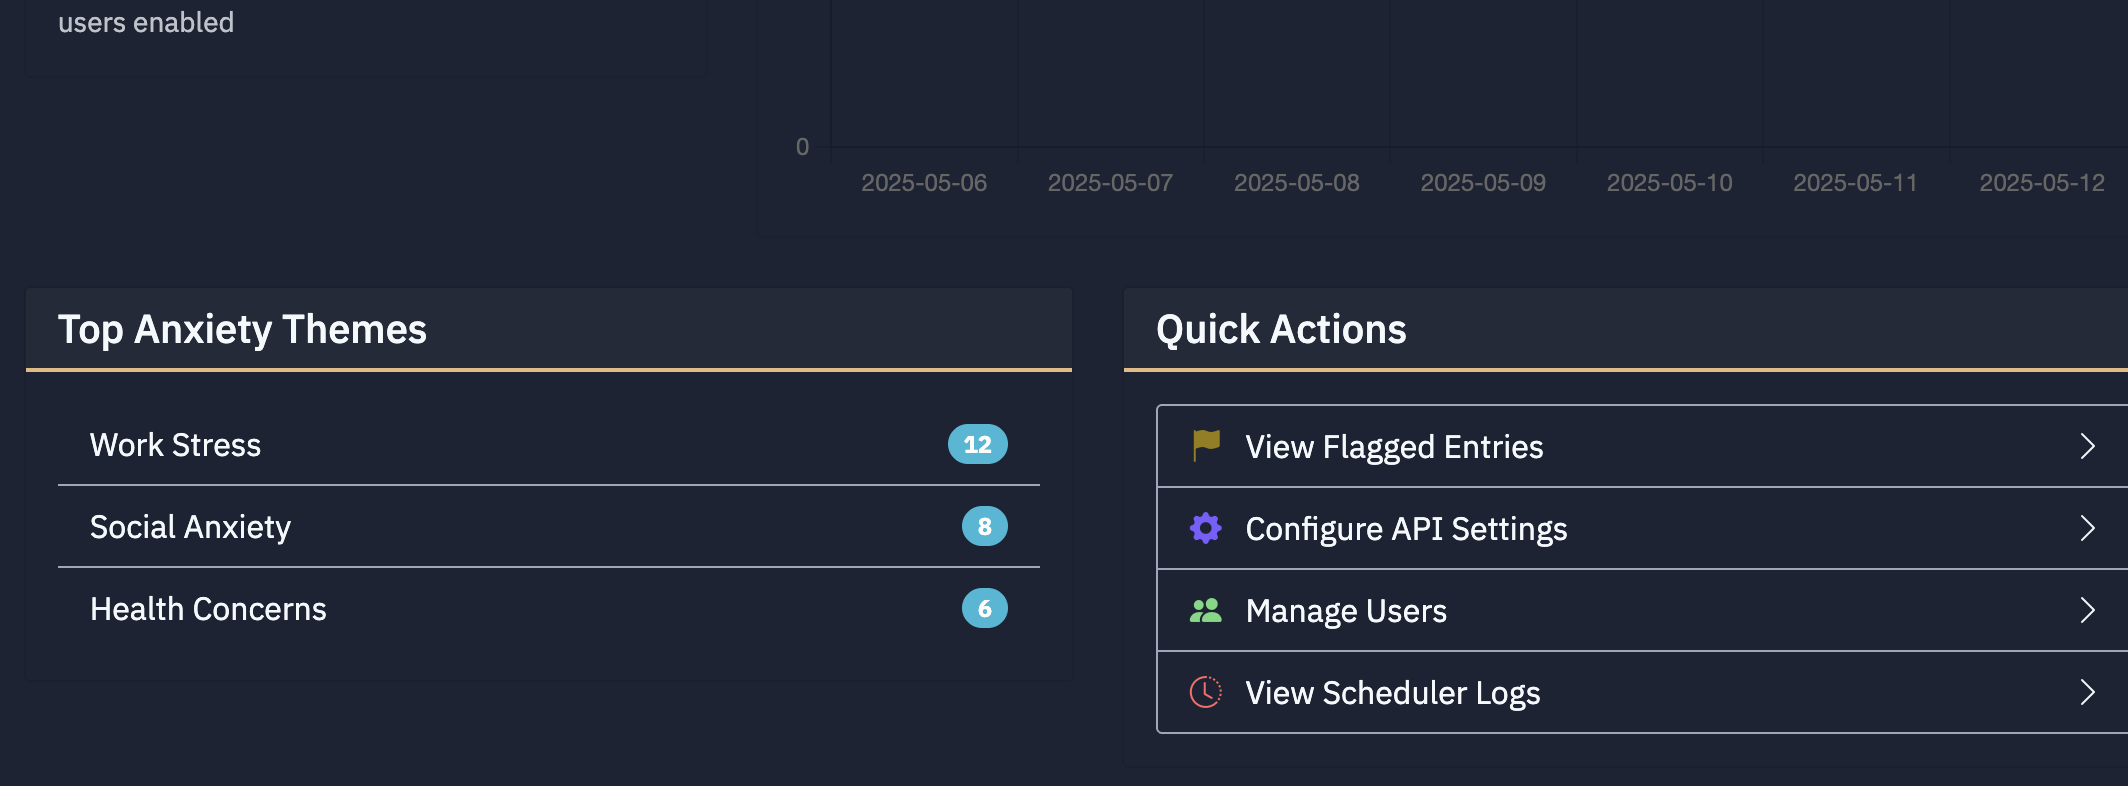 users enabled
0
2025-05-06 2025-05-07 2025-05-08 2025-05-09 2025-05-10 2025-05-11 2025-05-12
Top Anxiety Themes
Work Stress 12
Social Anxiety 8
Health Concerns 6
Quick Actions
View Flagged Entries
Configure API Settings
Manage Users
View Scheduler Logs